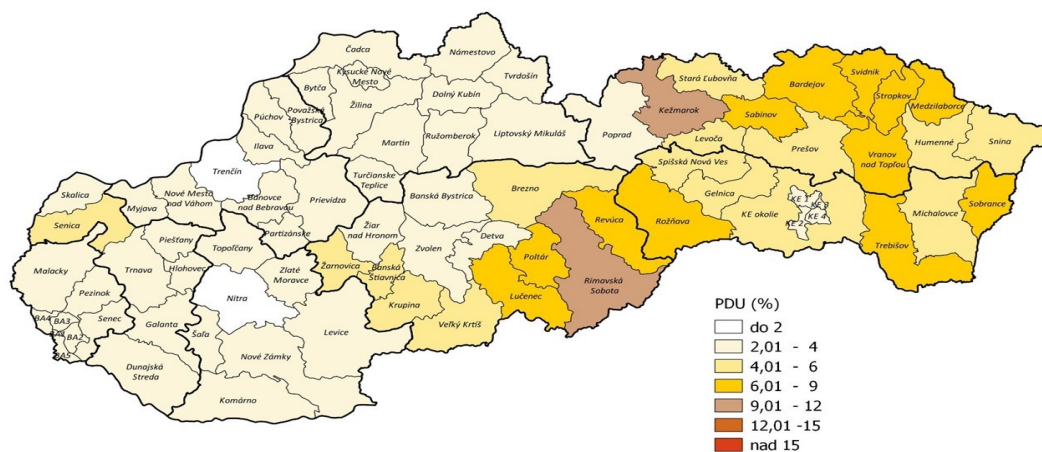 Čadca
Námestovo
Kysucké Nové
Mesto
Tvrdošín
Bytča
Dolný Kubín
Považská
Bystrica
Žilina
Púchov
Ilava
Martin
Ružomberok
Liptovský Mikuláš
Poprad
Stará Ľubovňa
Kežmarok
Bardejov
Svidník
Stropkov
Medzilaborce
Sabinov
Levoča
Prešov
Vranov
nad Topľou
Humenné
Snina
Trenčín
Turčianske
Teplice
Spišská Nová Ves
Gelnica
Skalica
Myjava
Nové Mesto
nad Váhom
Bánovce
nad Bebravou
Prievidza
Banská Bystrica
Brezno
Revúca
Rožňava
KE okolie
KE 1
KE 3
KE 4
KE 2
Michalovce
Sobrance
Trebišov
Senica
Partizánske
Žiar
nad Hronom
Zvolen
Detva
Piešťany
Topoľčany
Malacky
Trnava
Hlohovec
Zlaté
Moravce
Žarnovica
Banská
Štiavnica
Poltár
Rimavská
Sobota
Lučenec
Krupina
Veľký Krtíš
Pezinok
Nitra
Senec
Galanta
Šaľa
Levice
BA4
BA3
BA2
BA5
Nové Zámky
Dunajská
Streda
Komárno
PDU (%)
do 2
2,01 - 4
4,01 - 6
6,01 - 9
9,01 - 12
12,01 -15
nad 15